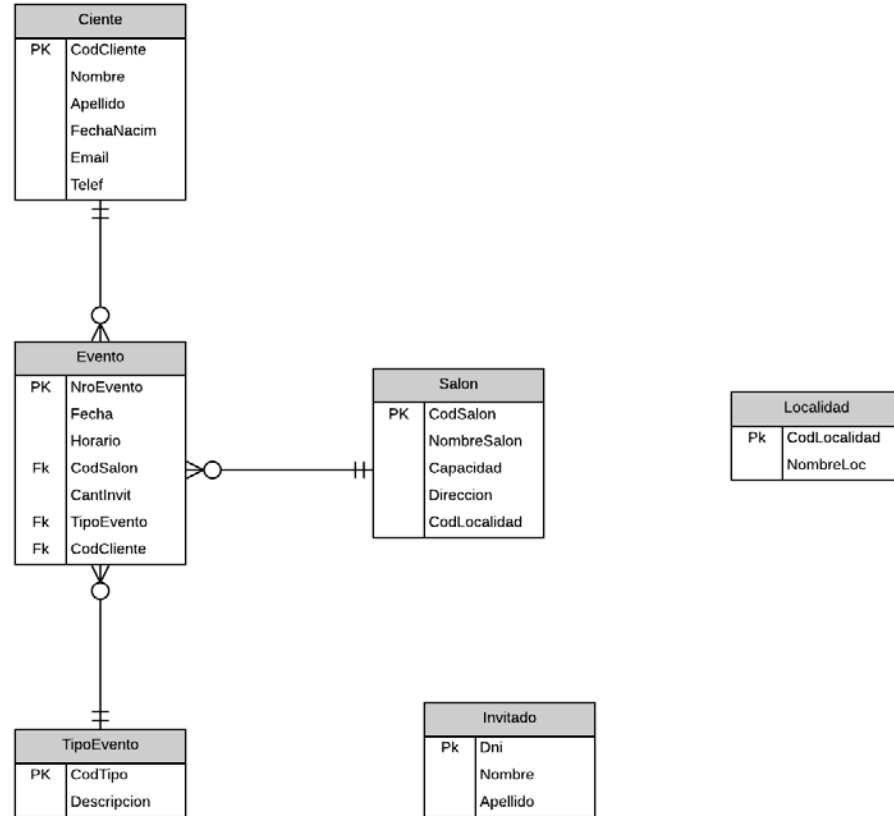 Ciente
PK CodCliente
Nombre
Apellido
FechaNacim
Email
Telef
Evento
PK NroEvento
Fecha
Horario
Fk CodSalon
CantInvit
Fk TipoEvento
Fk CodCliente
Salon
PK CodSalon
NombreSalon
Capacidad
Direccion
CodLocalidad
Localidad
Pk CodLocalidad
NombreLoc
TipoEvento
PK CodTipo
Descripcion
Invitado
Pk Dni
Nombre
Apellido